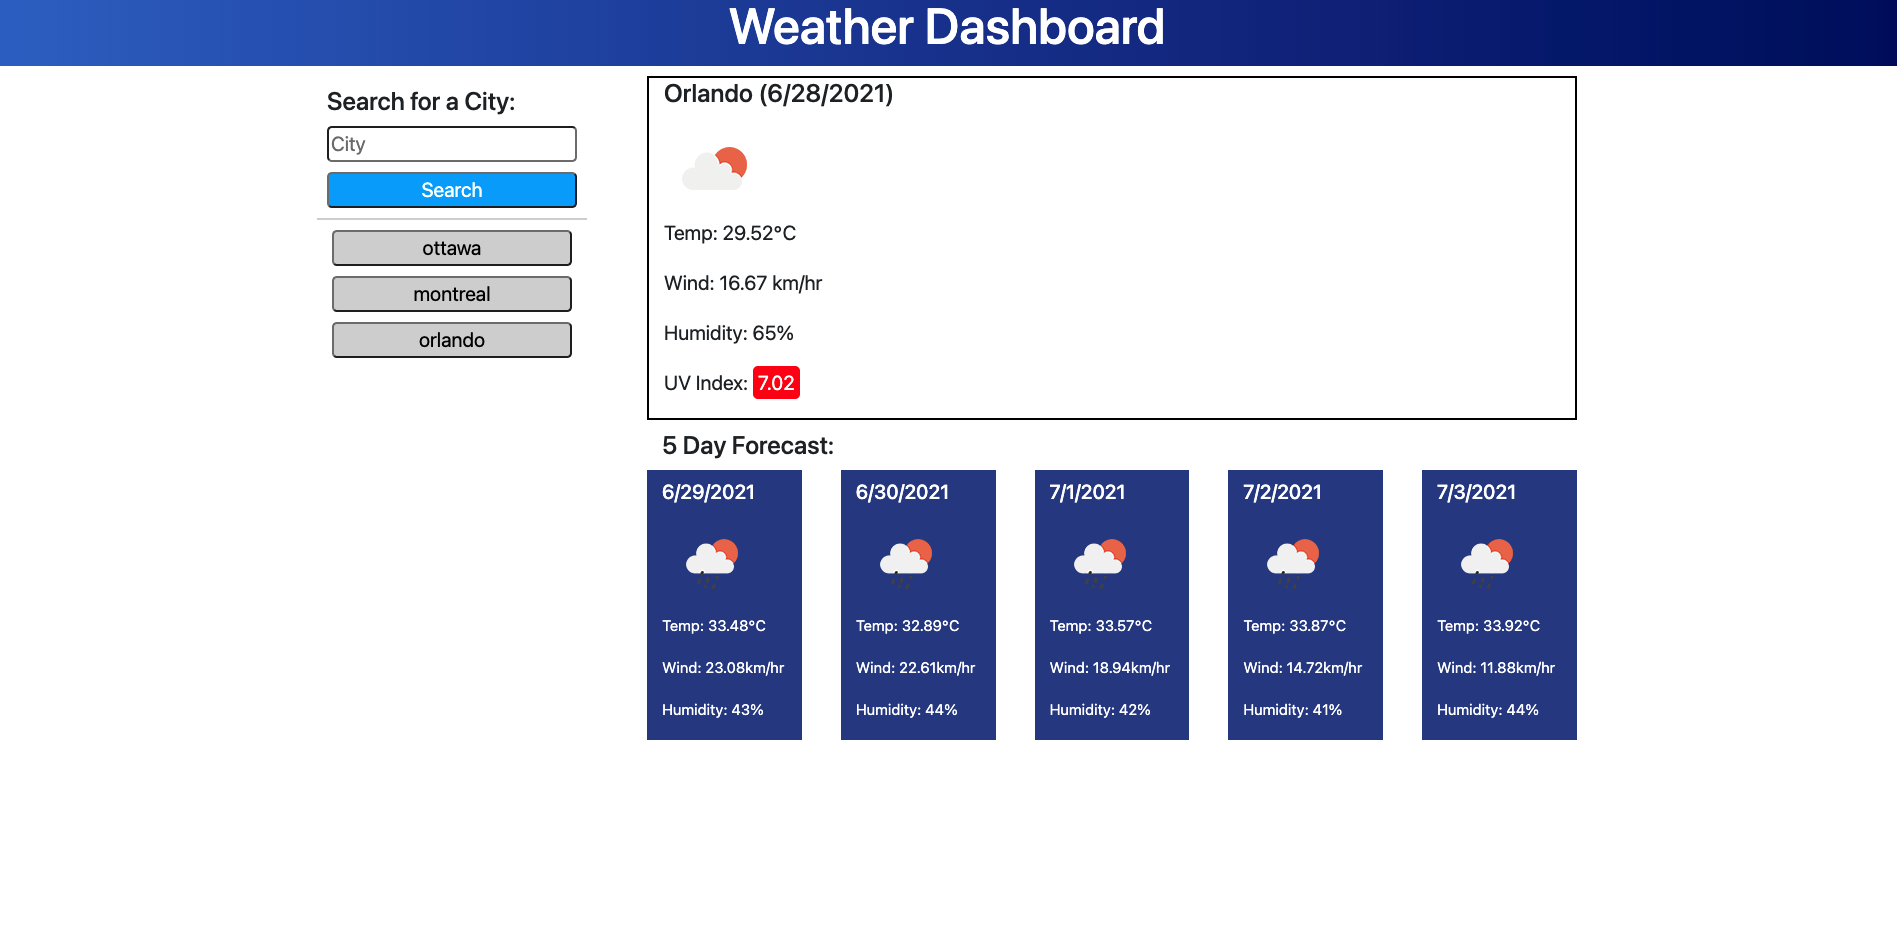 Weather Dashboard
Search for a City:
City
Search
ottawa
montreal
orlando
Orlando (6/28/2021)
Temp: 29.52°C
Wind: 16.67 km/hr
Humidity: 65%
UV Index: 7.02
5 Day Forecast:
6/29/2021
Temp: 33.48°C
Wind: 23.08km/hr
Humidity: 43%
6/30/2021
Temp: 32.89°C
Wind: 22.61km/hr
Humidity: 44%
7/1/2021
Temp: 33.57°C
Wind: 18.94km/hr
Humidity: 42%
7/2/2021
Temp: 33.87°C
Wind: 14.72km/hr
Humidity: 41%
7/3/2021
Temp: 33.92°C
Wind: 11.88km/hr
Humidity: 44%